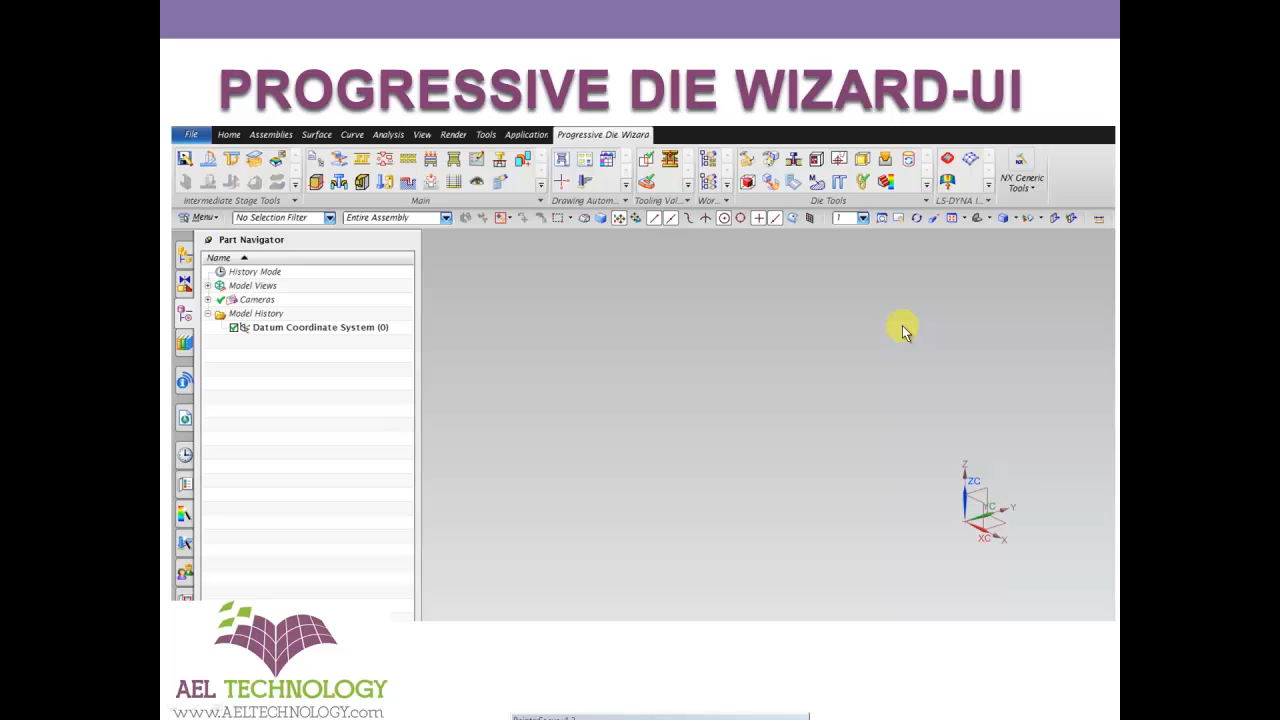 PROGRESSIVE DIE WIZARD-UI
File Home Assemblies Surface Curve Analysis View Render Tools Application Progressive Die Wizard
NX Generic
Tools
Intermediate Stage Tools Main Drawing Autom... Tooling Val... Wor... Die Tools LS-DYNA I...
Menu No Selection Filter Entire Assembly 1
Part Navigator
Name
History Mode
Model Views
Cameras
Model History
Datum Coordinate System (0)
Z
ZC
YC Y
XC X
AEL TECHNOLOGY
www.AELTECHNOLOGY.com